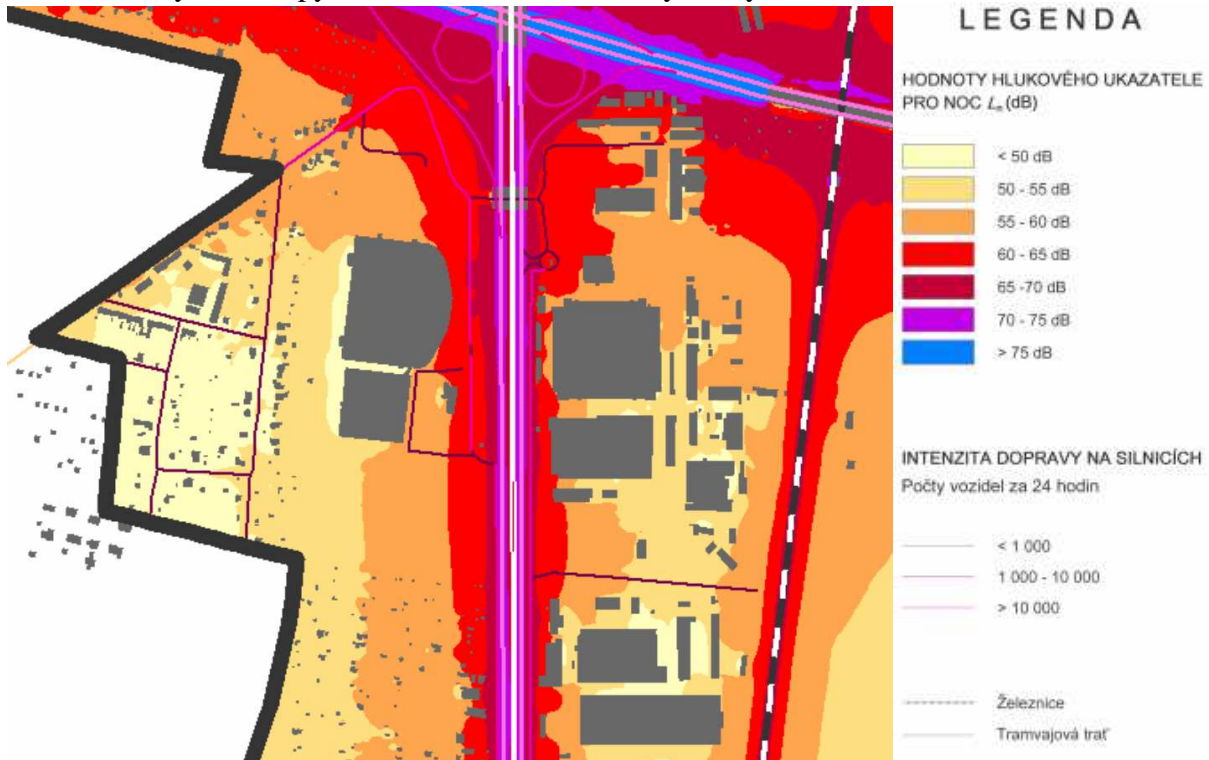 LEGENDA
HODNOTY HLUKOVÉHO UKAZATELE
PRO NOC Lₙ (dB)
< 50 dB
50 - 55 dB
55 - 60 dB
60 - 65 dB
65 -70 dB
70 - 75 dB
> 75 dB
INTENZITA DOPRAVY NA SILNICÍCH
Počty vozidel za 24 hodin
< 1 000
1 000 - 10 000
> 10 000
Železnice
Tramvajová trať